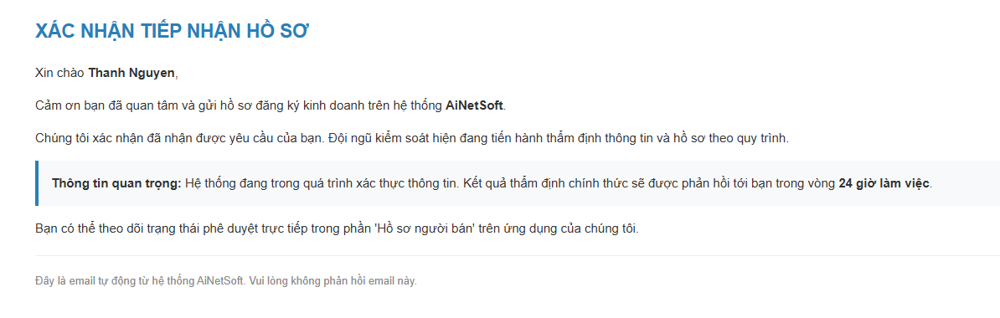 XÁC NHẬN TIẾP NHẬN HỒ SƠ
Xin chào Thanh Nguyen,
Cảm ơn bạn đã quan tâm và gửi hồ sơ đăng ký kinh doanh trên hệ thống AiNetSoft.
Chúng tôi xác nhận đã nhận được yêu cầu của bạn. Đội ngũ kiểm soát hiện đang tiến hành thẩm định thông tin và hồ sơ theo quy trình.
Thông tin quan trọng: Hệ thống đang trong quá trình xác thực thông tin. Kết quả thẩm định chính thức sẽ được phản hồi tới bạn trong vòng 24 giờ làm việc.
Bạn có thể theo dõi trạng thái phê duyệt trực tiếp trong phần 'Hồ sơ người bán' trên ứng dụng của chúng tôi.
Đây là email tự động từ hệ thống AiNetSoft. Vui lòng không phản hồi email này.